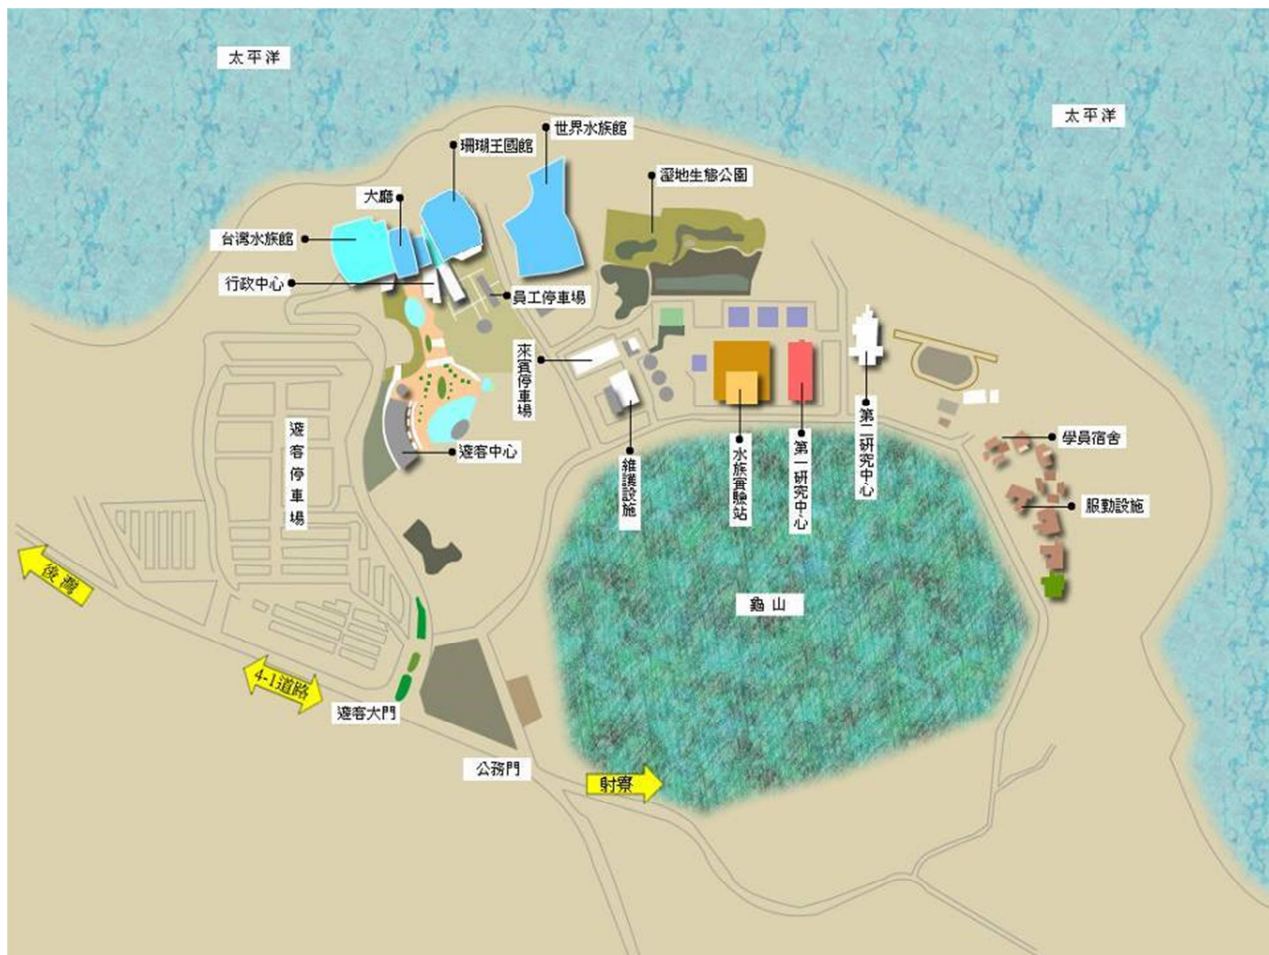 太平洋
太平洋
世界水族館
珊瑚王國館
溼地生態公園
大廳
台灣水族館
行政中心
員工停車場
來賓停車場
遊客停車場
遊客中心
維護設施
水族實驗站
第一研究中心
第二研究中心
學員宿舍
服勤設施
後灣
龜山
4-1道路
遊客大門
公務門
射寮